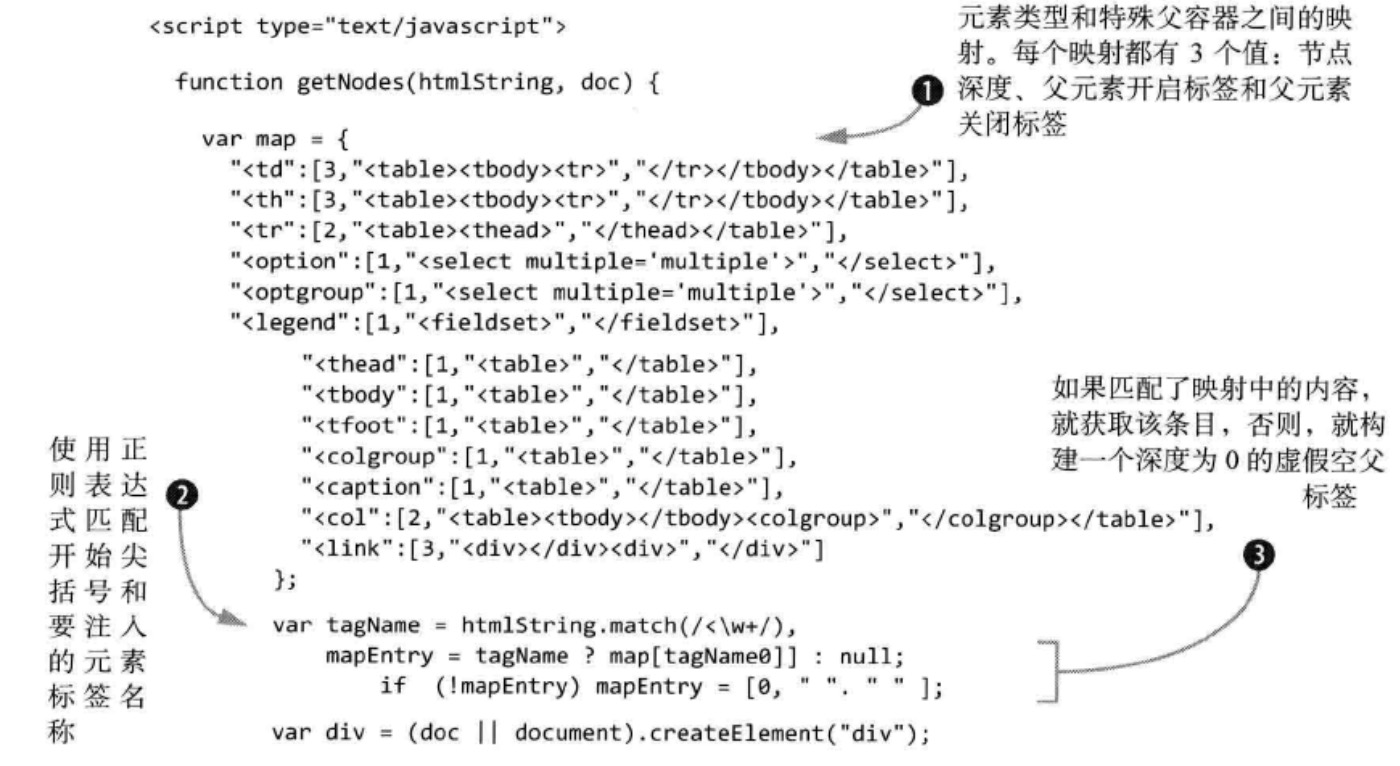 <script type="text/javascript">
function getNodes(htmlString, doc) {
元素类型和特殊父容器之间的映
射。每个映射都有 3 个值：节点
深度、父元素开启标签和父元素
关闭标签
❶
var map = {
"<td":[3,"<table><tbody><tr>","</tr></tbody></table>"],
"<th":[3,"<table><tbody><tr>","</tr></tbody></table>"],
"<tr":[2,"<table><thead>","</thead></table>"],
"<option":[1,"<select multiple='multiple'>","</select>"],
"<optgroup":[1,"<select multiple='multiple'>","</select>"],
"<legend":[1,"<fieldset>","</fieldset>"],
"<thead":[1,"<table>","</table>"],
"<tbody":[1,"<table>","</table>"],
"<tfoot":[1,"<table>","</table>"],
"<colgroup":[1,"<table>","</table>"],
"<caption":[1,"<table>","</table>"],
"<col":[2,"<table><tbody></tbody><colgroup>","</colgroup></table>"],
"<link":[3,"<div></div><div>","</div>"]
};
如果匹配了映射中的内容，
就获取该条目，否则，就构
建一个深度为 0 的虚假空父
标签
❸
使用正
则表达
式匹配
开始尖
括号和
要注入
的元素
标签名
称
❷
var tagName = htmlString.match(/<\w+/),
mapEntry = tagName ? map[tagName0]] : null;
if (!mapEntry) mapEntry = [0, " ". " " ];
var div = (doc || document).createElement("div");